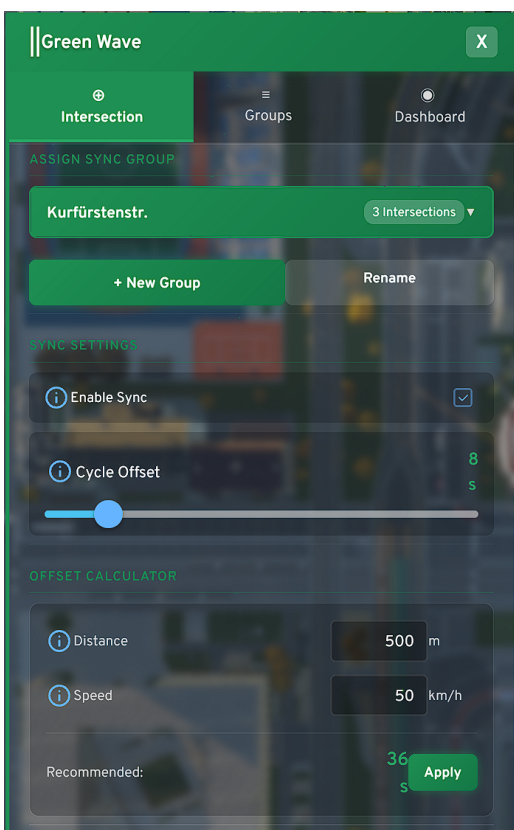 Green Wave
X
Intersection
Groups
Dashboard
ASSIGN SYNC GROUP
Kurfürstenstr.
3 Intersections ▼
+ New Group
Rename
SYNC SETTINGS
Enable Sync
Cycle Offset
8
s
OFFSET CALCULATOR
Distance
500 m
Speed
50 km/h
Recommended:
36
s
Apply